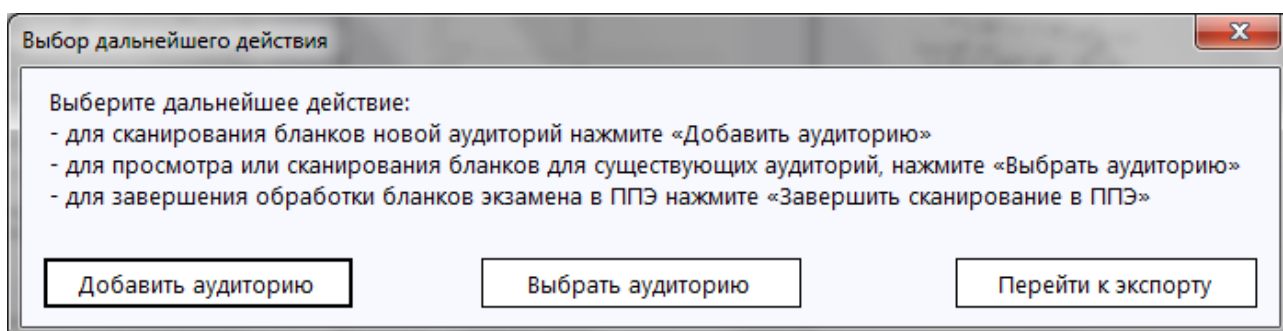 Выбор дальнейшего действия
Выберите дальнейшее действие:
- для сканирования бланков новой аудиторий нажмите «Добавить аудиторию»
- для просмотра или сканирования бланков для существующих аудиторий, нажмите «Выбрать аудиторию»
- для завершения обработки бланков экзамена в ППЭ нажмите «Завершить сканирование в ППЭ»
Добавить аудиторию Выбрать аудиторию Перейти к экспорту